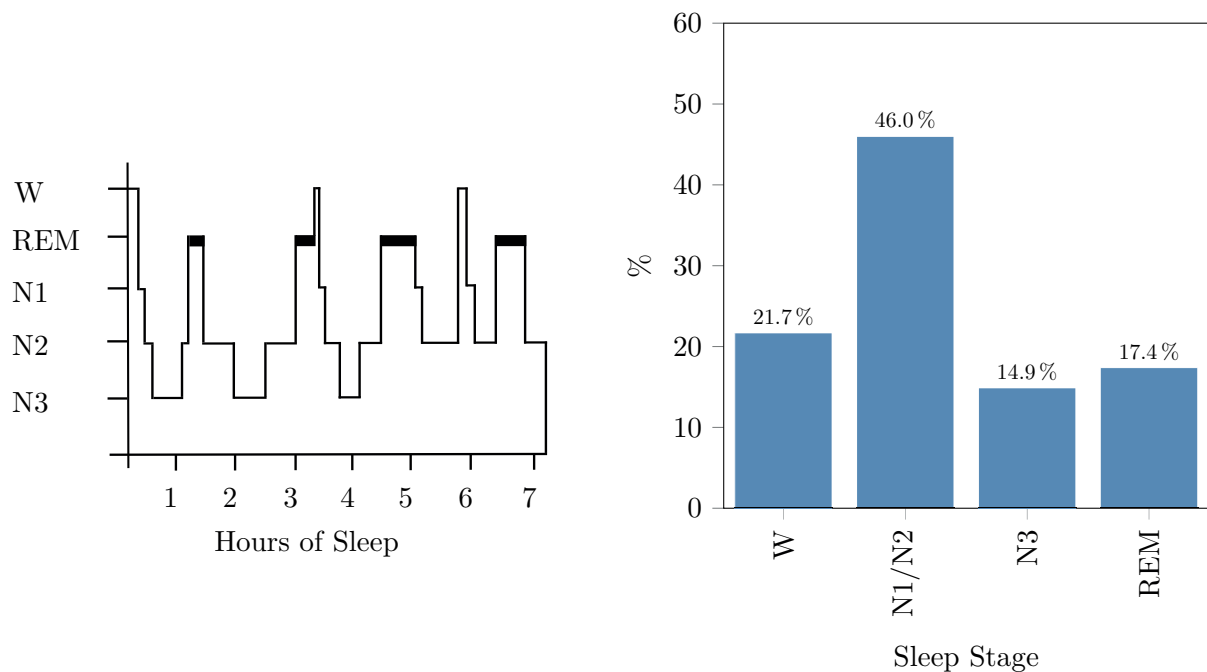 W
REM
N1
N2
N3
1 2 3 4 5 6 7
Hours of Sleep
60
50
40
30
20
10
0
%
21.7 %
46.0 %
14.9 %
17.4 %
W
N1/N2
N3
REM
Sleep Stage